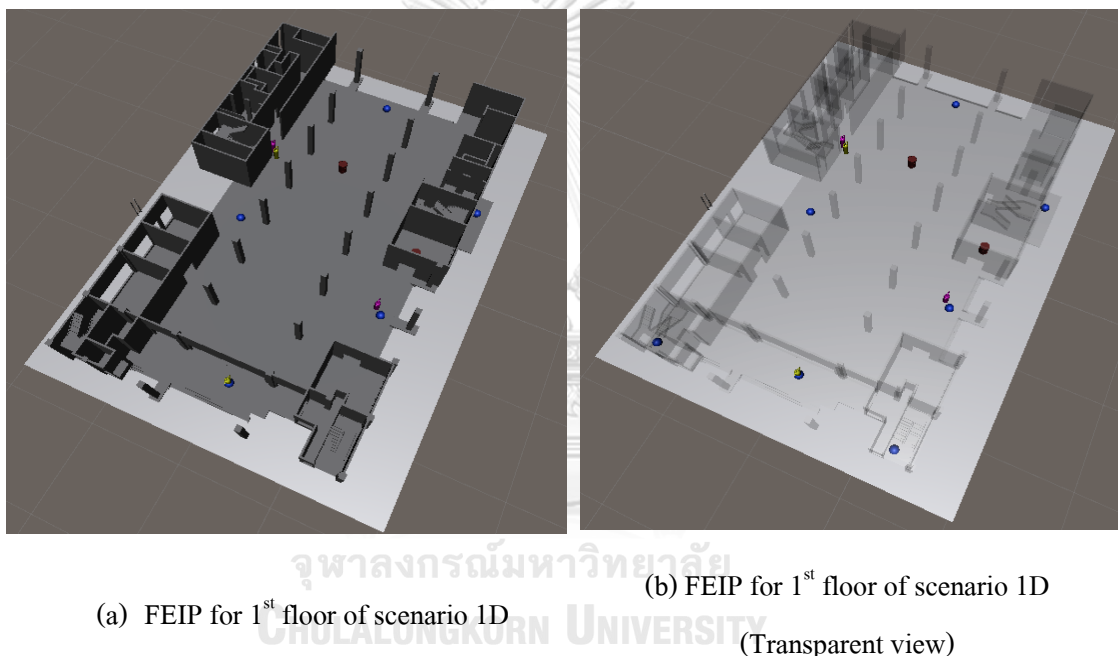 จุฬาลงกรณ์มหาวิทยาลัย
CHULALONGKORN UNIVERSITY
(a) FEIP for 1st floor of scenario 1D
(b) FEIP for 1st floor of scenario 1D
(Transparent view)